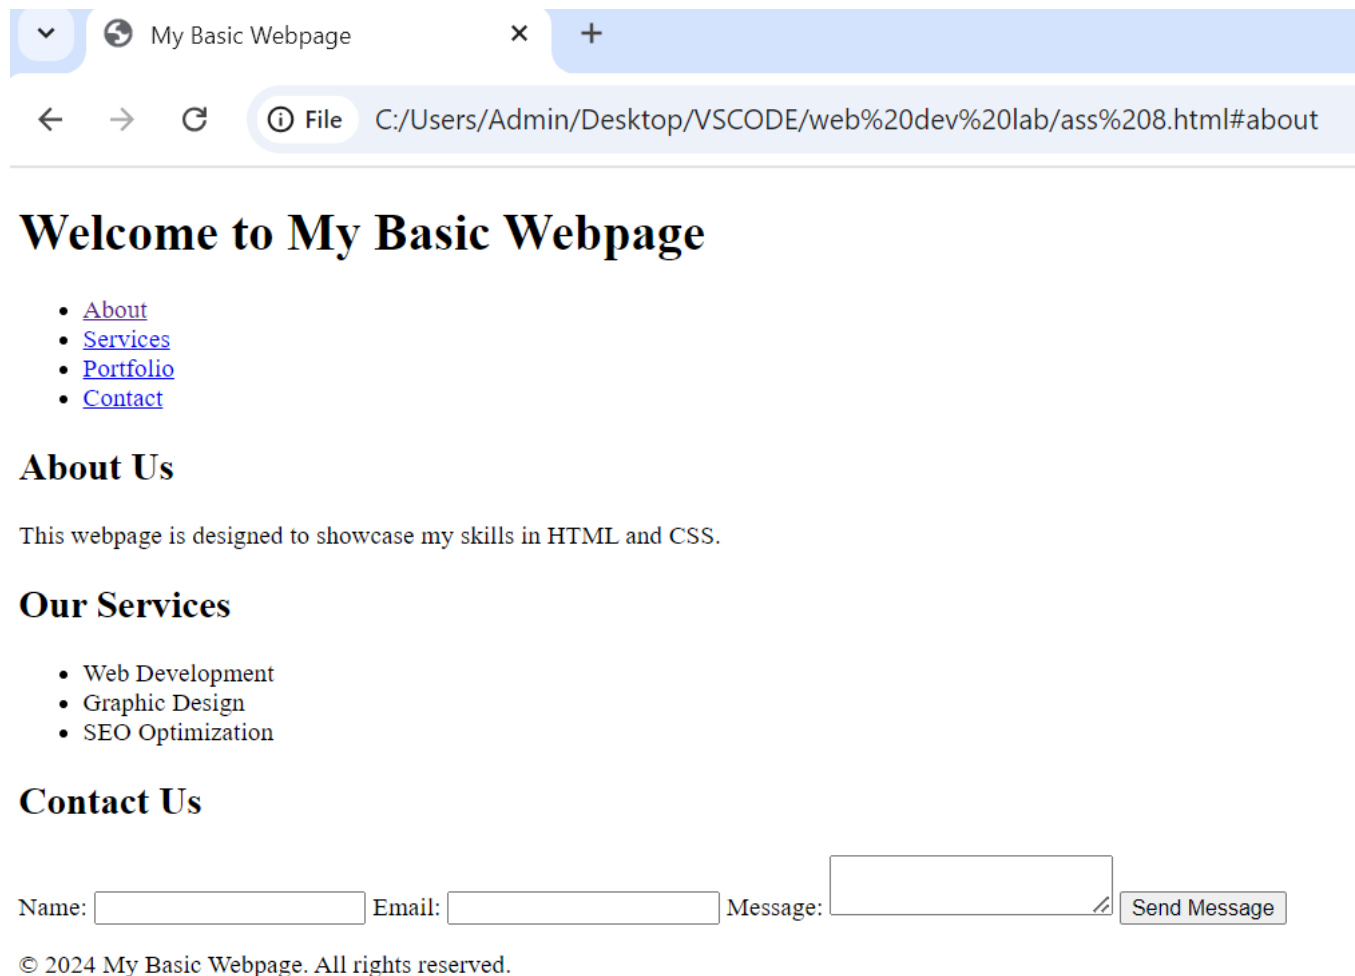 My Basic Webpage
File C:/Users/Admin/Desktop/VSCODE/web%20dev%20lab/ass%208.html#about
Welcome to My Basic Webpage
About
Services
Portfolio
Contact
About Us
This webpage is designed to showcase my skills in HTML and CSS.
Our Services
Web Development
Graphic Design
SEO Optimization
Contact Us
Name: Email: Message: Send Message
© 2024 My Basic Webpage. All rights reserved.